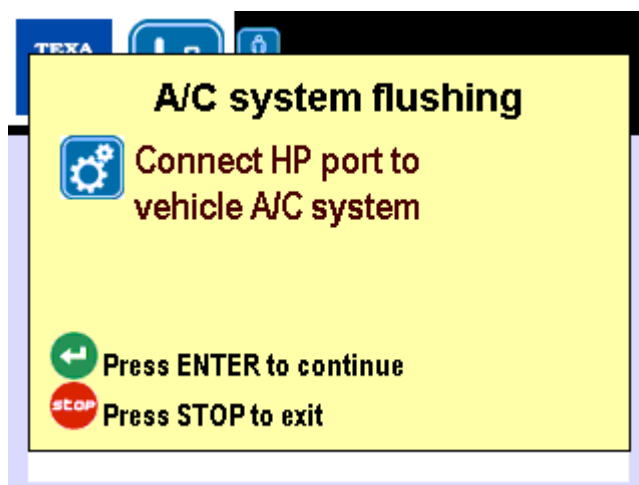 TEXA
A/C system flushing
Connect HP port to
vehicle A/C system
Press ENTER to continue
stop
Press STOP to exit